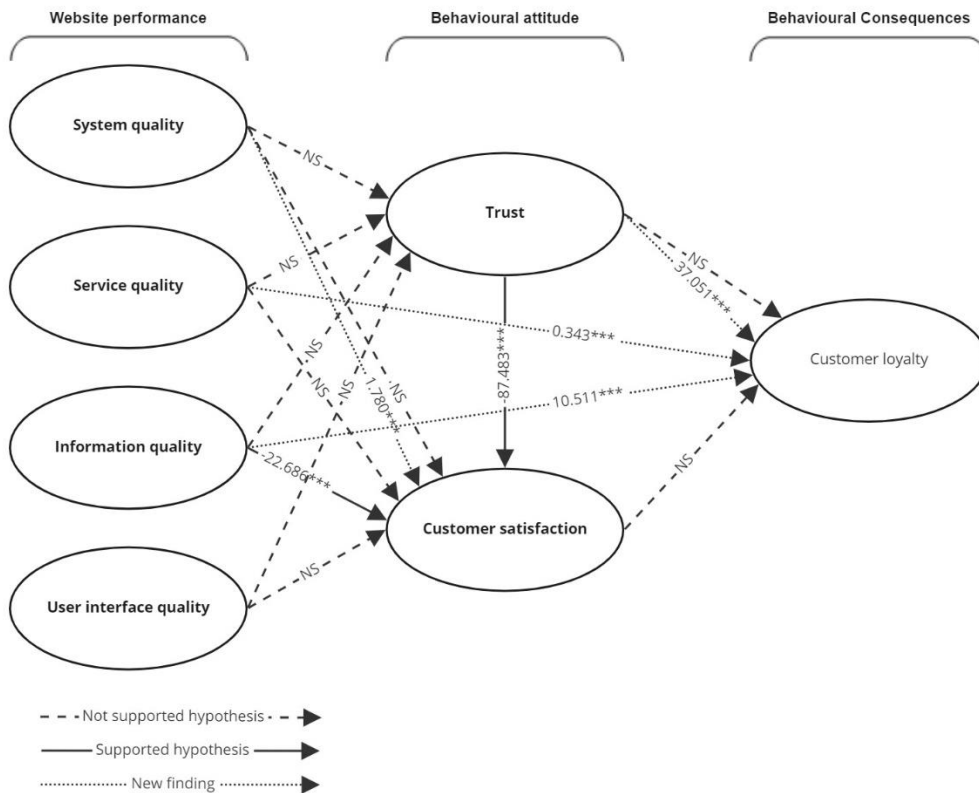 Website performance
Behavioural attitude
Behavioural Consequences
System quality
NS
Trust
Service quality
NS
NS
37.051***
0.343***
-87.483***
Customer loyalty
NS
NS
NS
NS
1.780***
10.511***
Information quality
22.686***
NS
Customer satisfaction
NS
User interface quality
Not supported hypothesis
Supported hypothesis
New finding